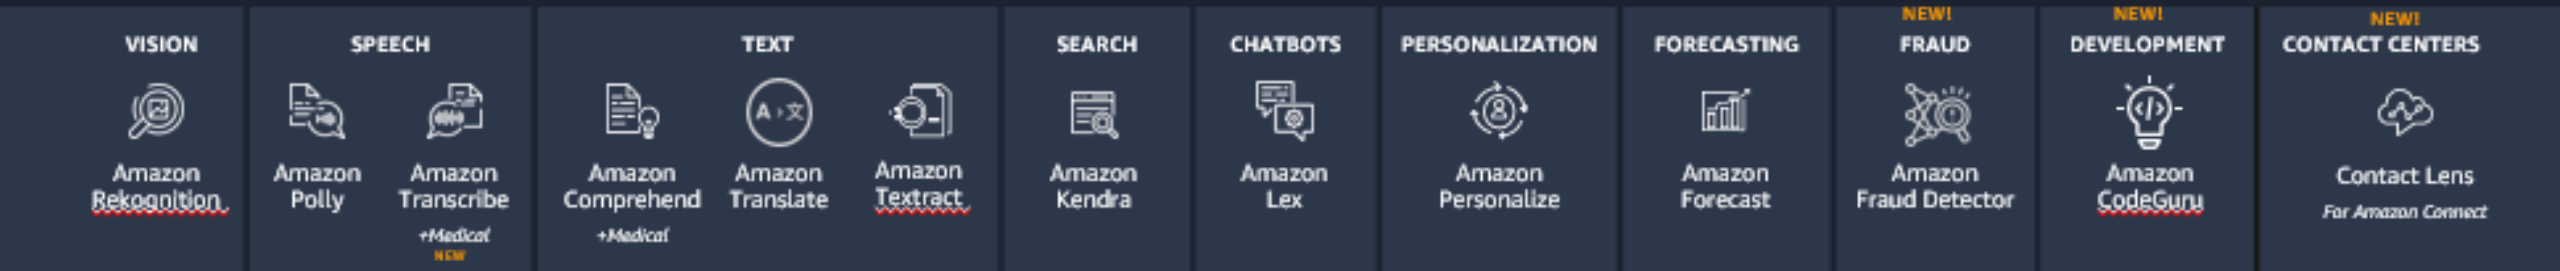 VISION
Amazon
Rekognition
SPEECH
Amazon
Polly
Amazon
Transcribe
+Medical
NEW
TEXT
Amazon
Comprehend
+Medical
A 文
Amazon
Translate
Amazon
Textract
SEARCH
Amazon
Kendra
CHATBOTS
Amazon
Lex
PERSONALIZATION
Amazon
Personalize
FORECASTING
Amazon
Forecast
NEW!
FRAUD
Amazon
Fraud Detector
NEW!
DEVELOPMENT
</>
Amazon
CodeGuru
NEW!
CONTACT CENTERS
Contact Lens
For Amazon Connect